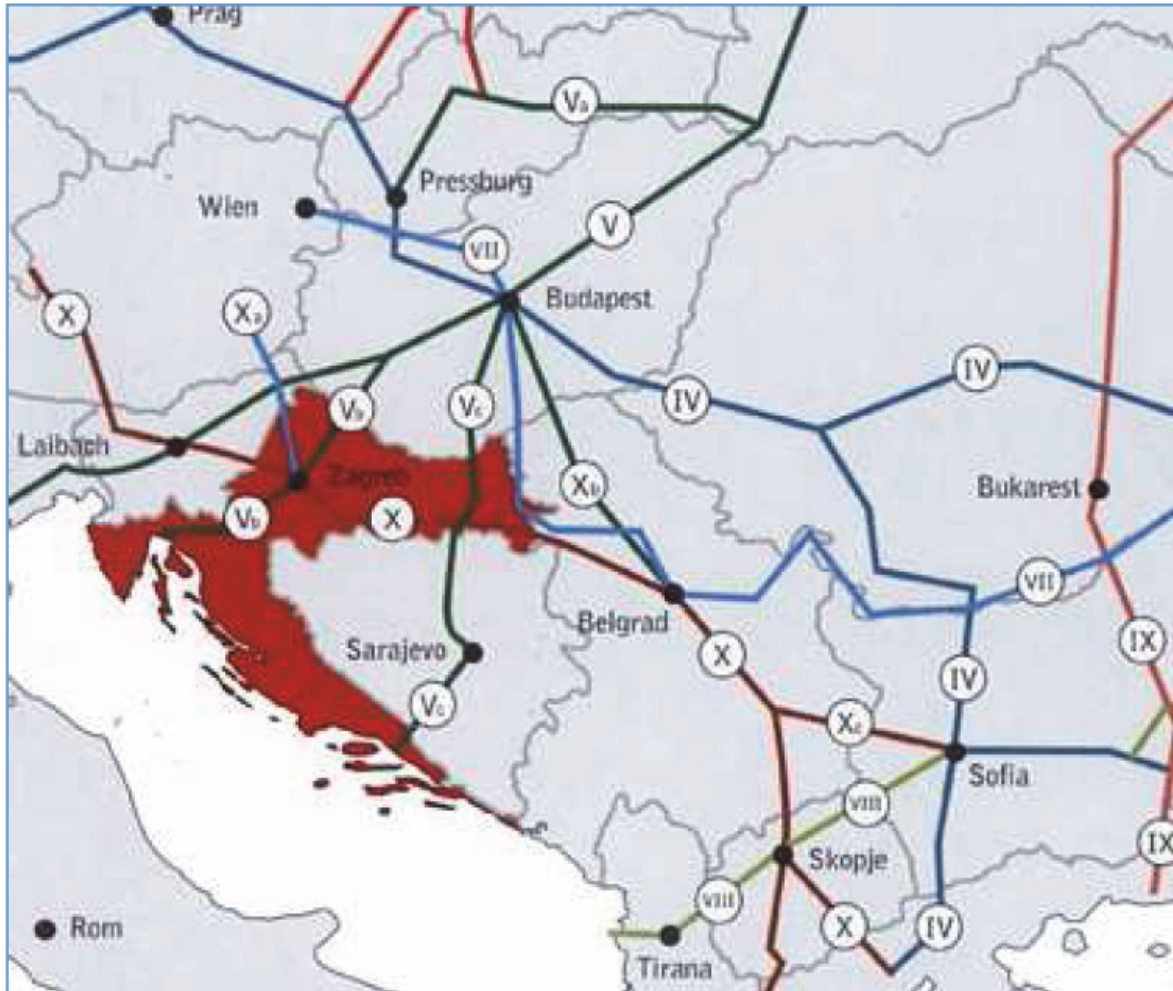 Prag
Va
Pressburg
Wien
V
VII
Budapest
X
Xa
IV
IV
Vb
Vc
Laibach
Zagreb
Xb
Bukarest
Vb
X
VII
Belgrad
Sarajevo
X
IX
IV
Vc
Xc
Sofia
VIII
IX
Skopje
VIII
Rom
X
IV
Tirana